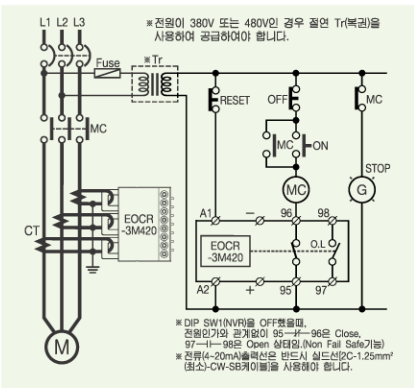 L1 L2 L3
※전원이 380V 또는 480V인 경우 절연 Tr(복권)을
사용하여 공급하여야 합니다.
Fuse
※Tr
RESET
OFF
MC
MC
MC
ON
STOP
MC
G
CT
EOCR
-3M420
A1 － 96 98
EOCR
-3M420
O.L
A2 + 95 97
M
※DIP SW1(NVR)을 OFF했을때,
전원인가와 관계없이 95 96은 Close,
97 98은 Open 상태임.(Non Fail Safe기능)
※전류(4~20mA)출력선은 반드시 실드선[2C-1.25mm²
(최소)-CW-SB케이블]을 사용해야 합니다.